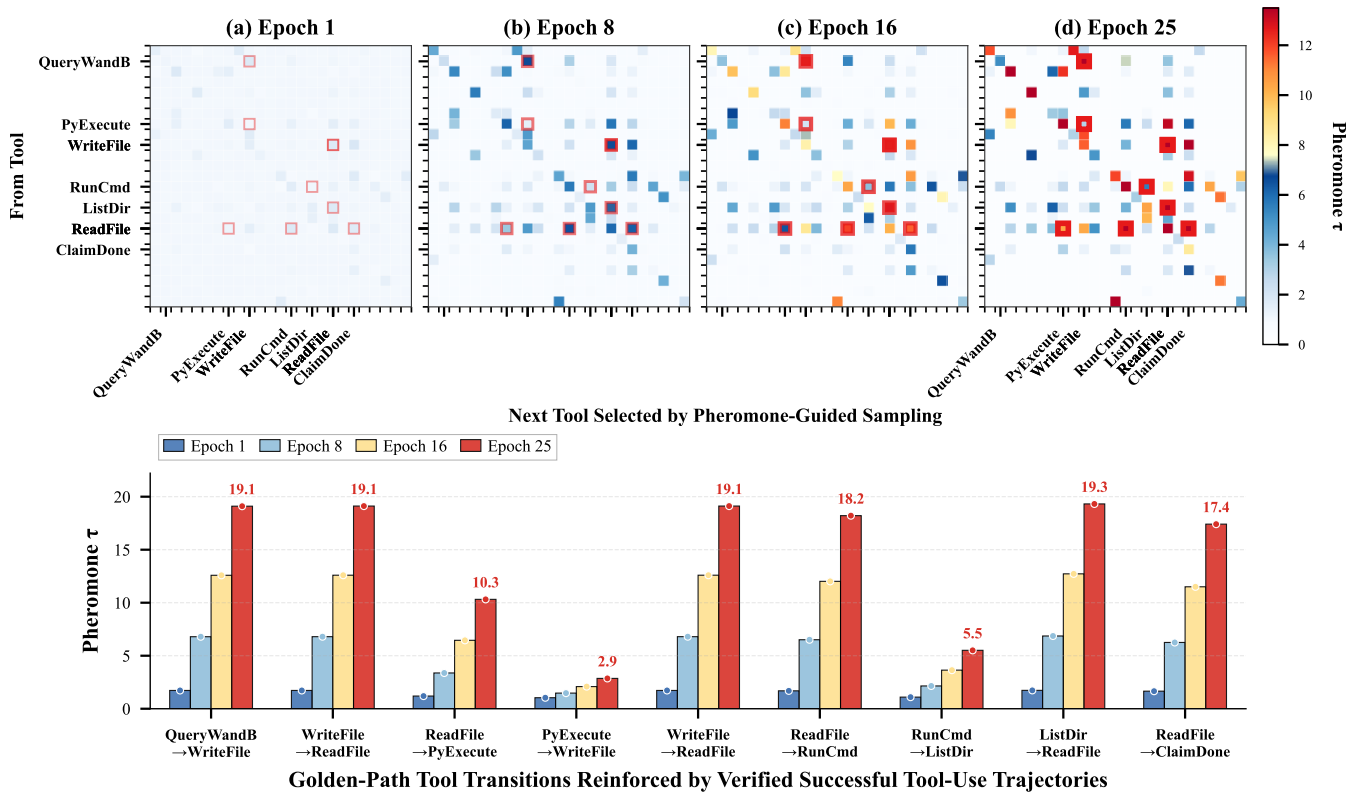 (a) Epoch 1
(b) Epoch 8
(c) Epoch 16
(d) Epoch 25
From Tool
QueryWandB
PyExecute
WriteFile
RunCmd
ListDir
ReadFile
ClaimDone
QueryWandB
PyExecute
WriteFile
RunCmd
ListDir
ReadFile
ClaimDone
QueryWandB
PyExecute
WriteFile
RunCmd
ListDir
ReadFile
ClaimDone
12
10
8
6
4
2
0
Pheromone τ
Next Tool Selected by Pheromone-Guided Sampling
Epoch 1
Epoch 8
Epoch 16
Epoch 25
Pheromone τ
20
15
10
5
0
19.1
19.1
10.3
2.9
19.1
18.2
5.5
19.3
17.4
QueryWandB
→WriteFile
WriteFile
→ReadFile
ReadFile
→PyExecute
PyExecute
→WriteFile
WriteFile
→ReadFile
ReadFile
→RunCmd
RunCmd
→ListDir
ListDir
→ReadFile
ReadFile
→ClaimDone
Golden-Path Tool Transitions Reinforced by Verified Successful Tool-Use Trajectories